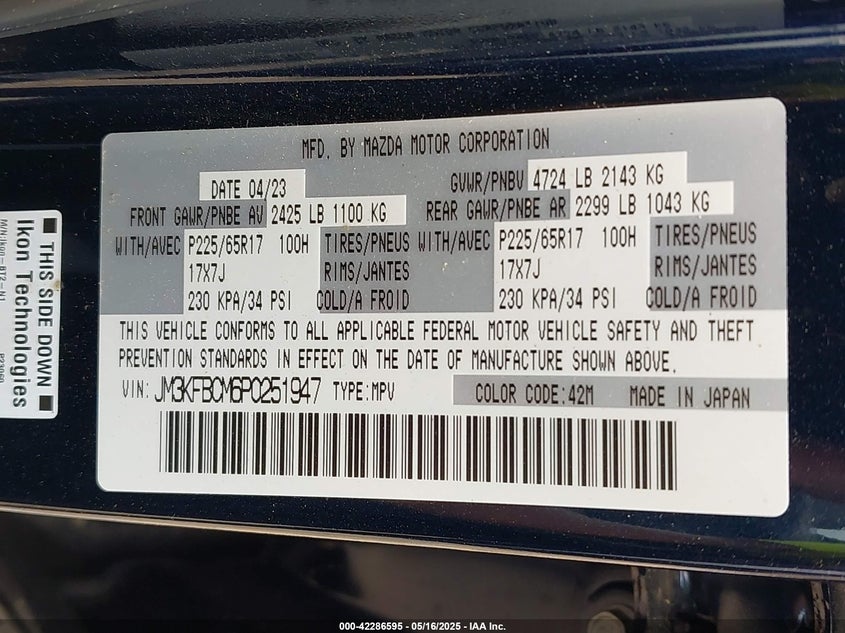 MFD. BY MAZDA MOTOR CORPORATION
DATE 04/23 GVWR/PNBV 4724 LB 2143 KG
FRONT GAWR/PNBE AV 2425 LB 1100 KG REAR GAWR/PNBE AR 2299 LB 1043 KG
WITH/AVEC P225/65R17 100H TIRES/PNEUS WITH/AVEC P225/65R17 100H TIRES/PNEUS
17X7J RIMS/JANTES 17X7J RIMS/JANTES
230 KPA/34 PSI COLD/A FROID 230 KPA/34 PSI COLD/A FROID
THIS VEHICLE CONFORMS TO ALL APPLICABLE FEDERAL MOTOR VEHICLE SAFETY AND THEFT
PREVENTION STANDARDS IN EFFECT ON THE DATE OF MANUFACTURE SHOWN ABOVE.
VIN: JM3KFBCM6P0251947 TYPE:MPV COLOR CODE:42M MADE IN JAPAN
THIS SIDE DOWN
Ikon Technologies
M/N:Ikon-BT2-N1
000-42286595 - 05/16/2025 - IAA Inc.